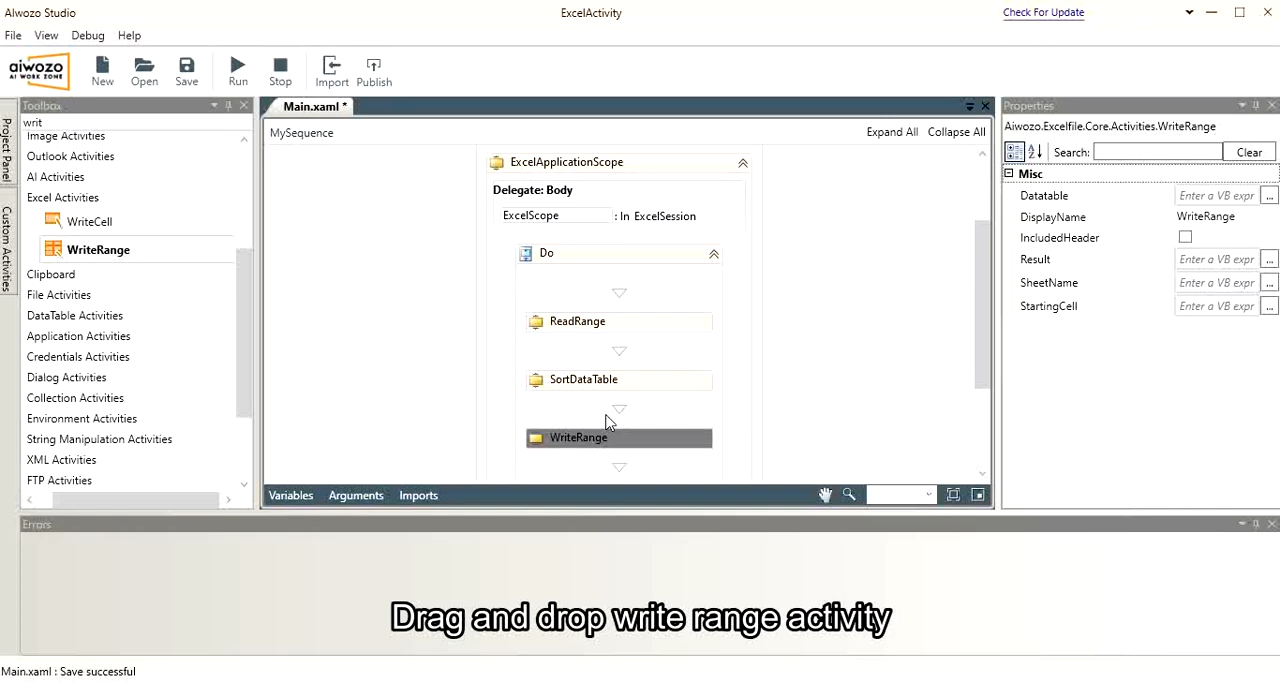 Aiwozo Studio
ExcelActivity
Check For Update
File View Debug Help
aiwozo
AI WORK ZONE
New Open Save Run Stop Import Publish
Project Panel
Custom Activities
Toolbox
writ
Image Activities
Outlook Activities
AI Activities
Excel Activities
WriteCell
WriteRange
Clipboard
File Activities
DataTable Activities
Application Activities
Credentials Activities
Dialog Activities
Collection Activities
Environment Activities
String Manipulation Activities
XML Activities
FTP Activities
Main.xaml *
MySequence
Expand All Collapse All
ExcelApplicationScope
Delegate: Body
ExcelScope : In ExcelSession
Do
ReadRange
SortDataTable
WriteRange
Variables Arguments Imports
Properties
Aiwozo.Excelfile.Core.Activities.WriteRange
Search: Clear
Misc
Datatable Enter a VB expr ...
DisplayName WriteRange
IncludedHeader
Result Enter a VB expr ...
SheetName Enter a VB expr ...
StartingCell Enter a VB expr ...
Errors
Drag and drop write range activity
Main.xaml : Save successful